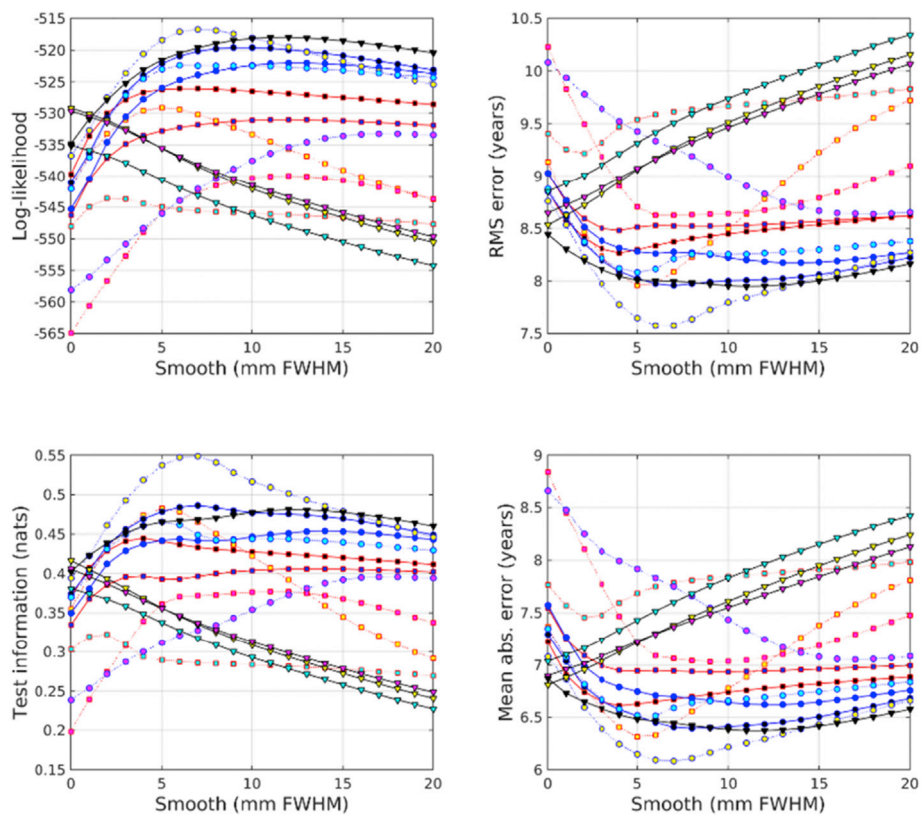 -515
-520
-525
-530
-535
-540
-545
-550
-555
-560
-565
Log-likelihood
0 5 10 15 20
Smooth (mm FWHM)
10.5
10
9.5
9
8.5
8
7.5
RMS error (years)
0 5 10 15 20
Smooth (mm FWHM)
0.55
0.5
0.45
0.4
0.35
0.3
0.25
0.2
0.15
Test information (nats)
0 5 10 15 20
Smooth (mm FWHM)
9
8.5
8
7.5
7
6.5
6
Mean abs. error (years)
0 5 10 15 20
Smooth (mm FWHM)